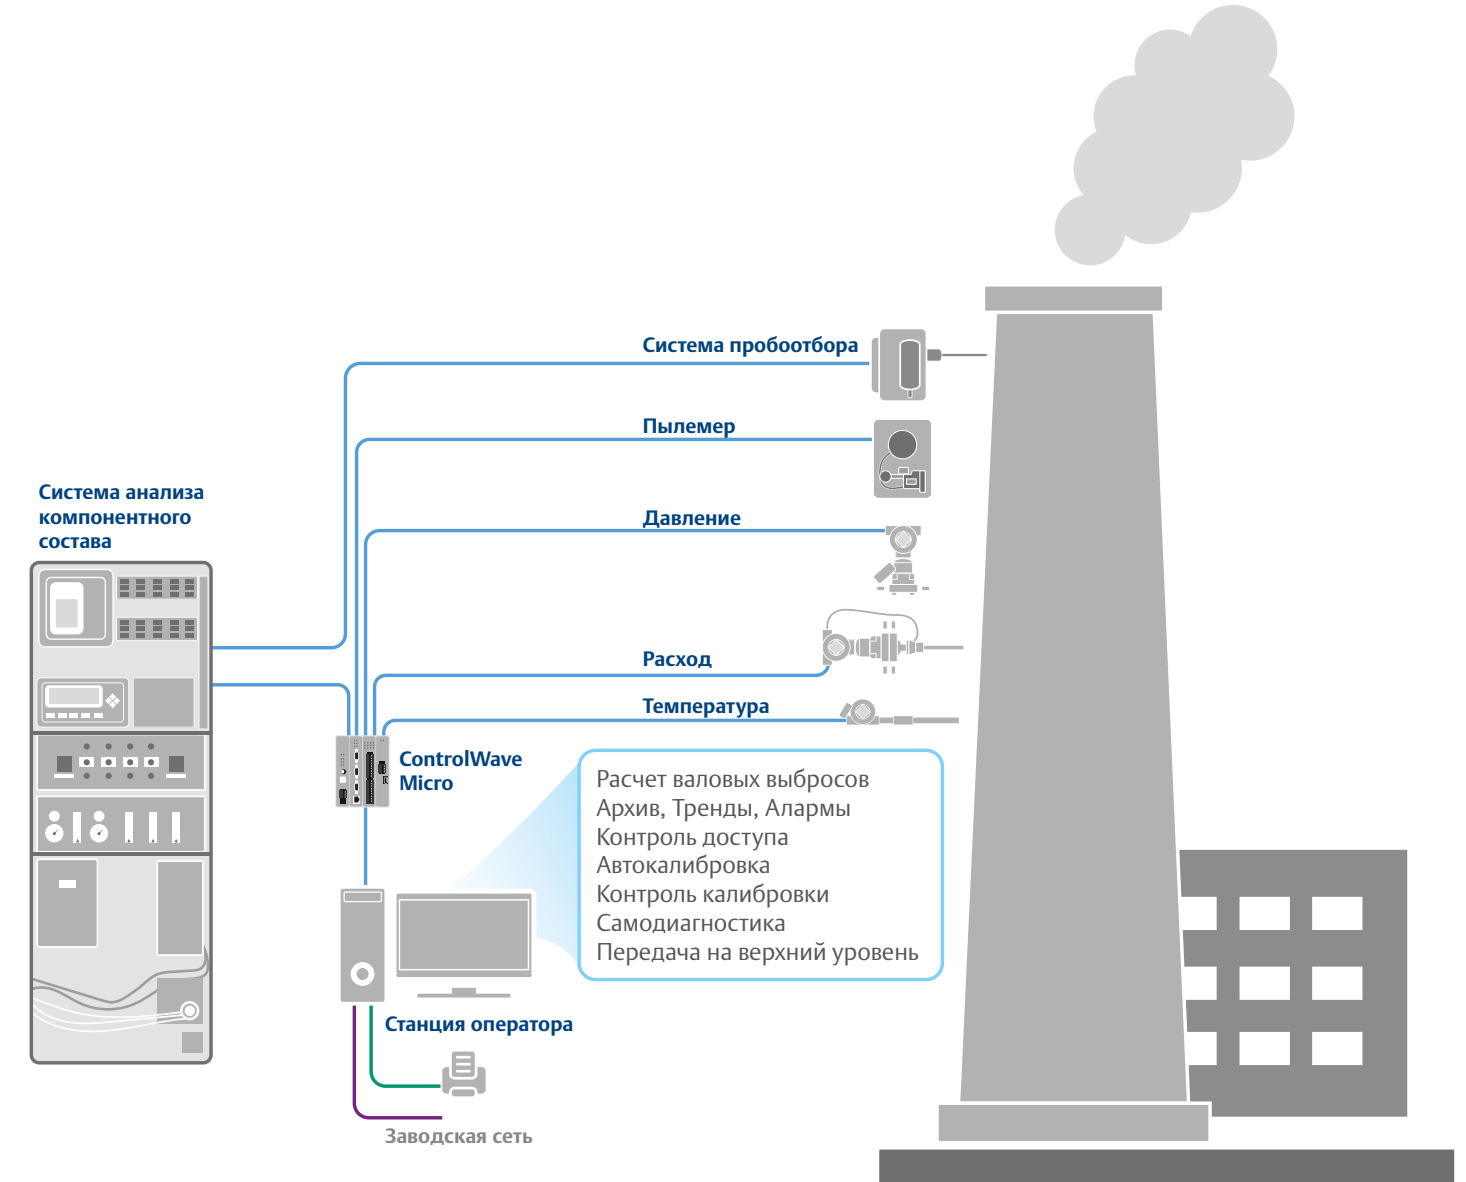 Система пробоотбора
Пылемер
Система анализа
компонентного
состава
Давление
Расход
Температура
ControlWave
Micro
Расчет валовых выбросов
Архив, Тренды, Алармы
Контроль доступа
Автокалибровка
Контроль калибровки
Самодиагностика
Передача на верхний уровень
Станция оператора
Заводская сеть